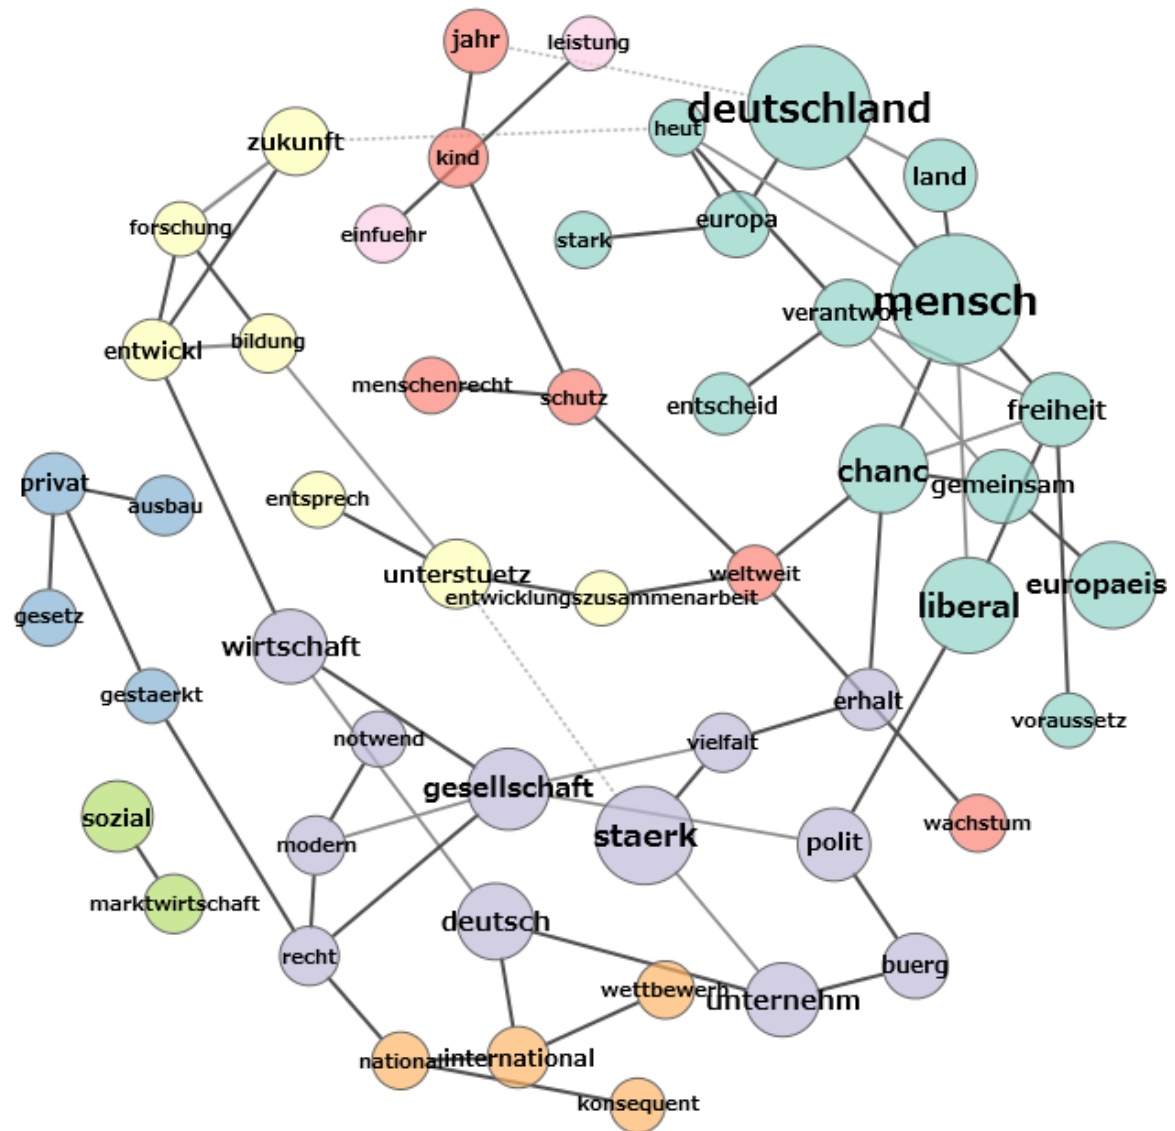 jahr
leistung
deutschland
heut
zukunft
kind
land
forschung
einfuehr
stark
europa
mensch
verantwort
bildung
entwickl
menschenrecht
schutz
entscheid
freiheit
chanc
privat
gemeinsam
ausbau
entsprech
unterstuetz
weltweit
europaeis
entwicklungszusammenarbeit
liberal
gesetz
wirtschaft
gestaerkt
erhalt
voraussetz
notwend
vielfalt
gesellschaft
sozial
wachstum
staerk
polit
modern
marktwirtschaft
deutsch
recht
buerg
wettbewerb
unternehm
national
international
konsequent